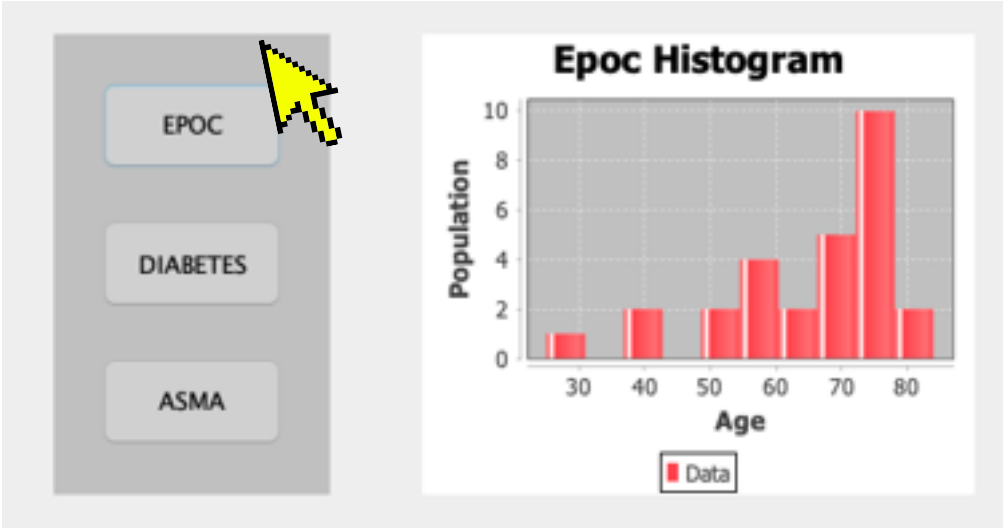 EPOC
DIABETES
ASMA
Epoc Histogram
Population
10
8
6
4
2
0
30 40 50 60 70 80
Age
Data